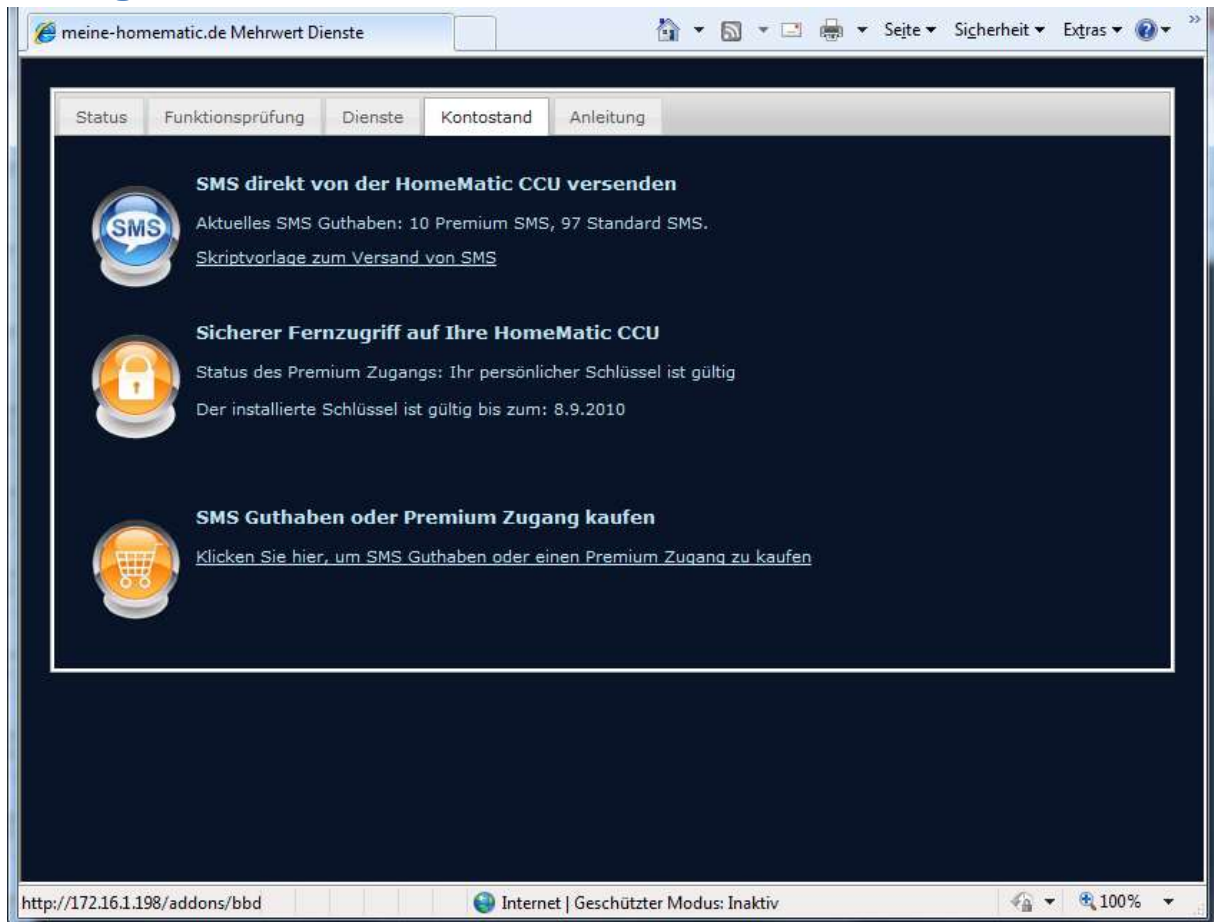 meine-homematic.de Mehrwert Dienste
Seite Sicherheit Extras
Status Funktionsprüfung Dienste Kontostand Anleitung
SMS direkt von der HomeMatic CCU versenden
SMS
Aktuelles SMS Guthaben: 10 Premium SMS, 97 Standard SMS.
Skriptvorlage zum Versand von SMS
Sicherer Fernzugriff auf Ihre HomeMatic CCU
Status des Premium Zugangs: Ihr persönlicher Schlüssel ist gültig
Der installierte Schlüssel ist gültig bis zum: 8.9.2010
SMS Guthaben oder Premium Zugang kaufen
Klicken Sie hier, um SMS Guthaben oder einen Premium Zugang zu kaufen
http://172.16.1.198/addons/bbd Internet | Geschützter Modus: Inaktiv 100%